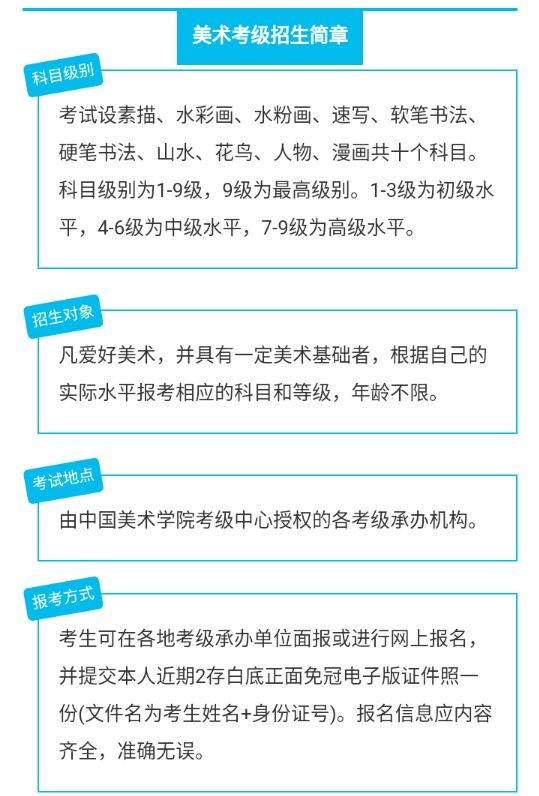 美术考级招生简章
科目级别
考试设素描、水彩画、水粉画、速写、软笔书法、
硬笔书法、山水、花鸟、人物、漫画共十个科目。
科目级别为1-9级，9级为最高级别。1-3级为初级水
平，4-6级为中级水平，7-9级为高级水平。
招生对象
凡爱好美术，并具有一定美术基础者，根据自己的
实际水平报考相应的科目和等级，年龄不限。
考试地点
由中国美术学院考级中心授权的各考级承办机构。
报考方式
考生可在各地考级承办单位面报或进行网上报名，
并提交本人近期2存白底正面免冠电子版证件照一
份(文件名为考生姓名+身份证号)。报名信息应内容
齐全，准确无误。